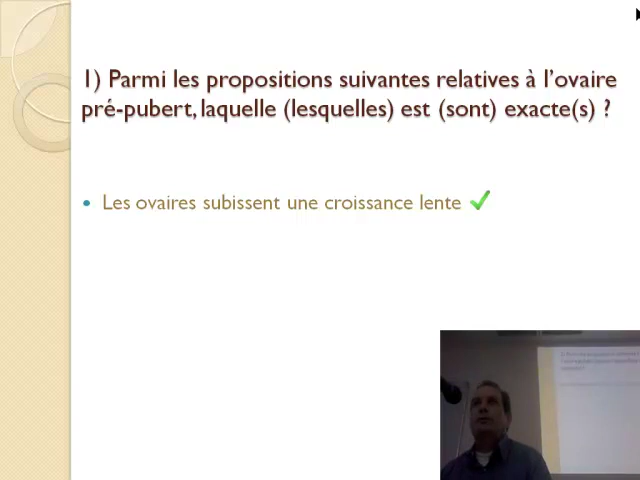 1) Parmi les propositions suivantes relatives à l'ovaire
pré-pubert, laquelle (lesquelles) est (sont) exacte(s) ?
• Les ovaires subissent une croissance lente ✓